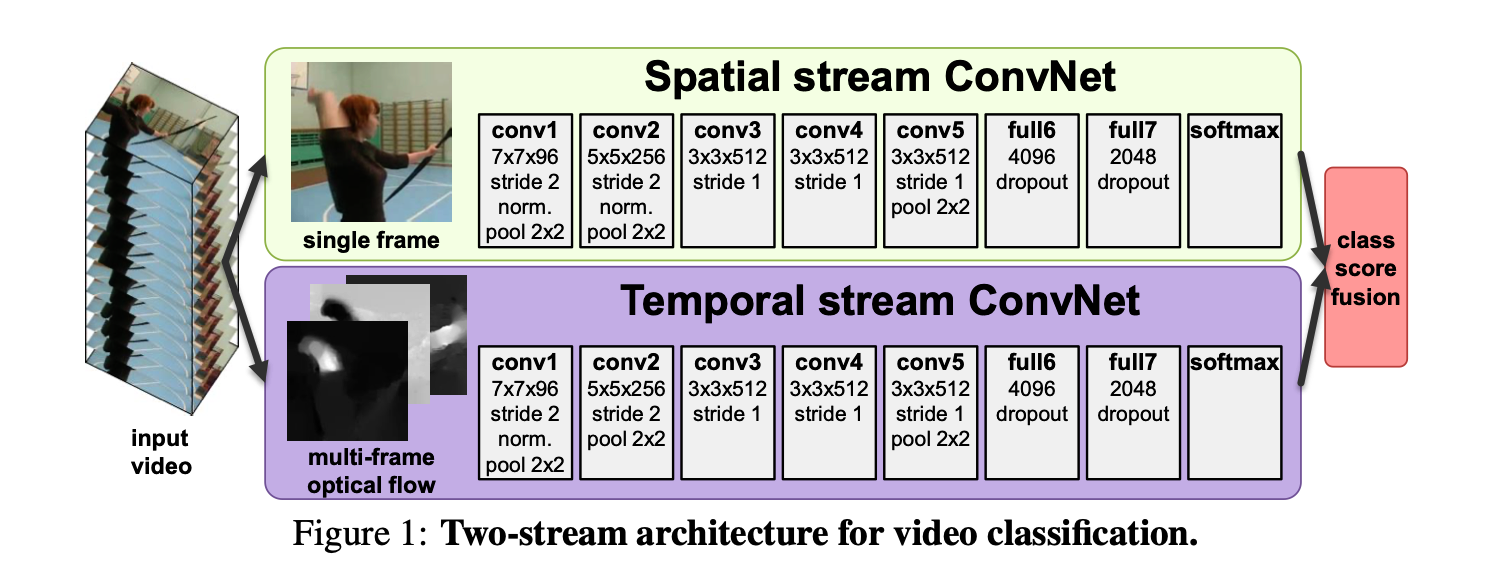 Spatial stream ConvNet
conv1
7x7x96
stride 2
norm.
pool 2x2
conv2
5x5x256
stride 2
norm.
pool 2x2
conv3
3x3x512
stride 1
conv4
3x3x512
stride 1
conv5
3x3x512
stride 1
pool 2x2
full6
4096
dropout
full7
2048
dropout
softmax
single frame
Temporal stream ConvNet
conv1
7x7x96
stride 2
norm.
pool 2x2
conv2
5x5x256
stride 2
pool 2x2
conv3
3x3x512
stride 1
conv4
3x3x512
stride 1
conv5
3x3x512
stride 1
pool 2x2
full6
4096
dropout
full7
2048
dropout
softmax
multi-frame
optical flow
input
video
class
score
fusion
Figure 1: Two-stream architecture for video classification.